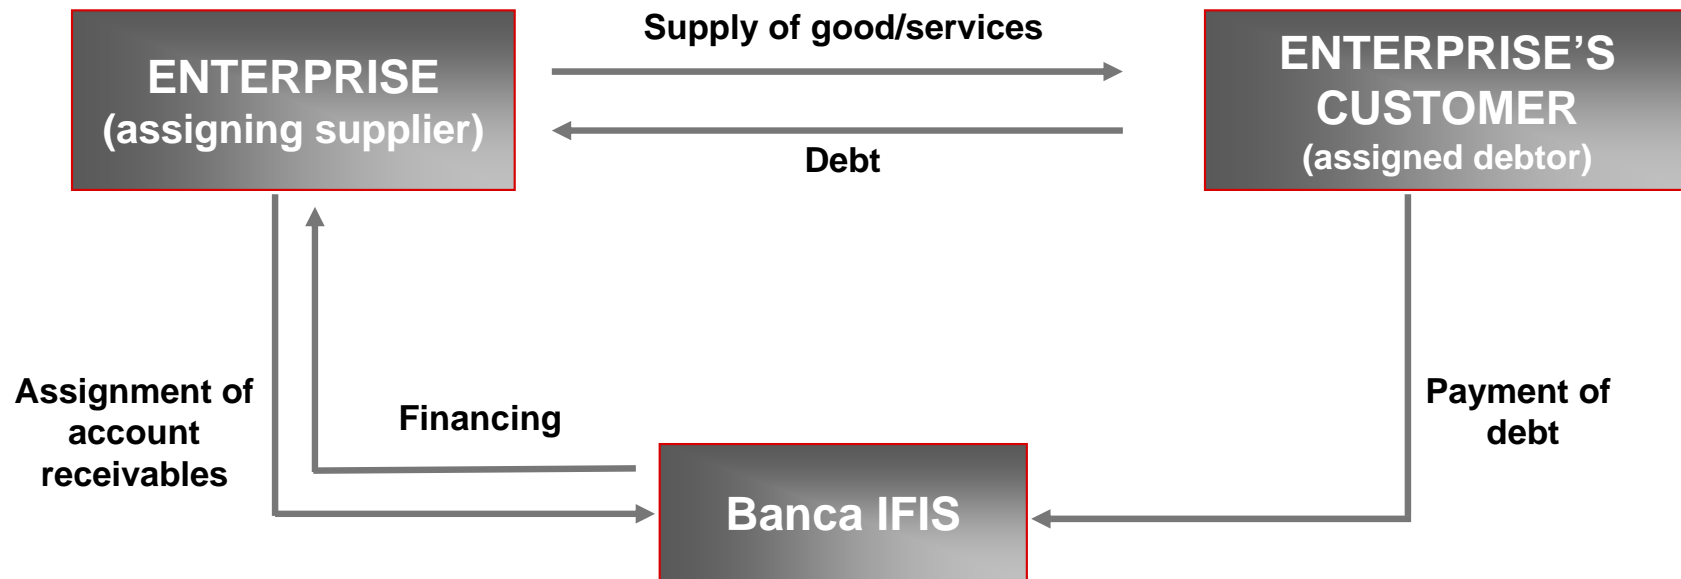 Supply of good/services
ENTERPRISE
(assigning supplier)
ENTERPRISE'S
CUSTOMER
(assigned debtor)
Debt
Assignment of
account
receivables
Financing
Payment of
debt
Banca IFIS